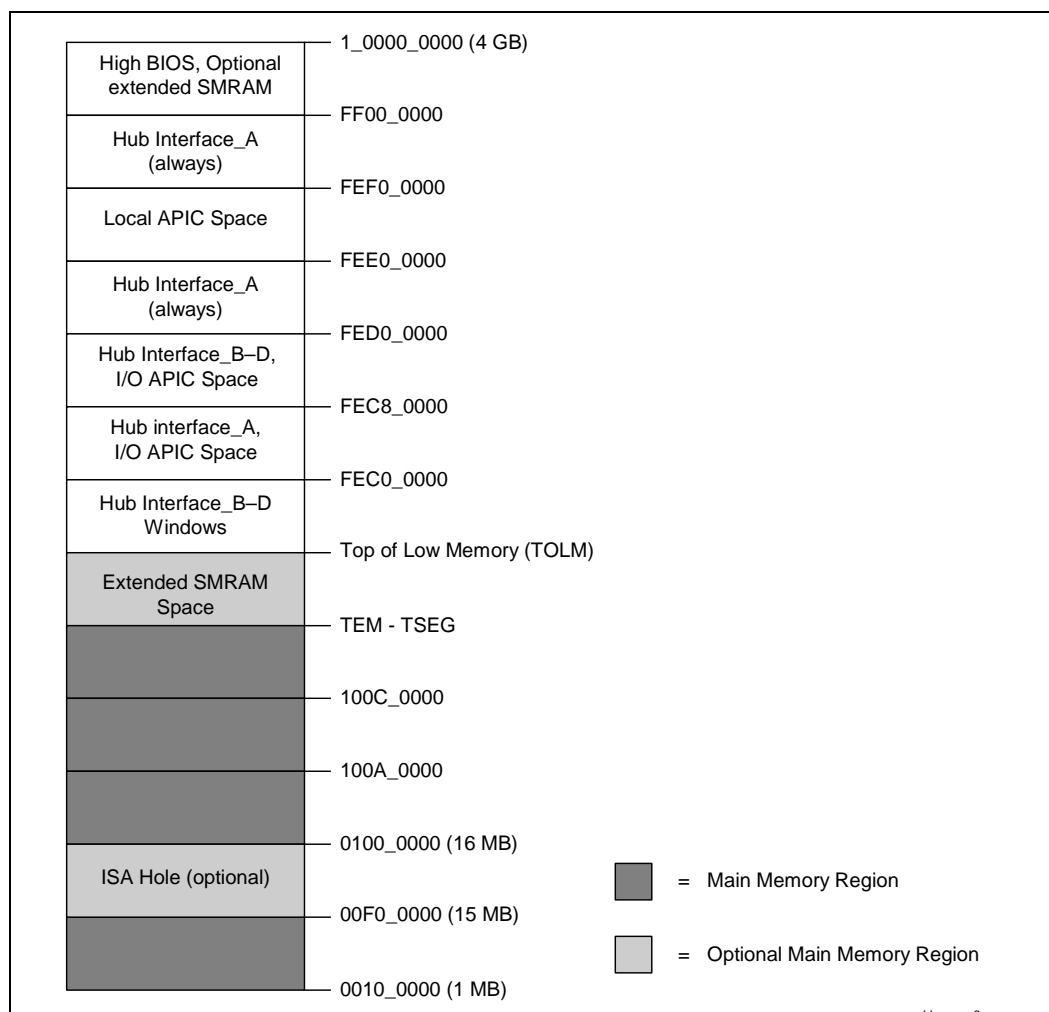 1_0000_0000 (4 GB)
High BIOS, Optional
extended SMRAM
FF00_0000
Hub Interface_A
(always)
FEF0_0000
Local APIC Space
FEE0_0000
Hub Interface_A
(always)
FED0_0000
Hub Interface_B–D,
I/O APIC Space
FEC8_0000
Hub interface_A,
I/O APIC Space
FEC0_0000
Hub Interface_B–D
Windows
Top of Low Memory (TOLM)
Extended SMRAM
Space
TEM - TSEG
100C_0000
100A_0000
0100_0000 (16 MB)
ISA Hole (optional)
= Main Memory Region
00F0_0000 (15 MB)
= Optional Main Memory Region
0010_0000 (1 MB)